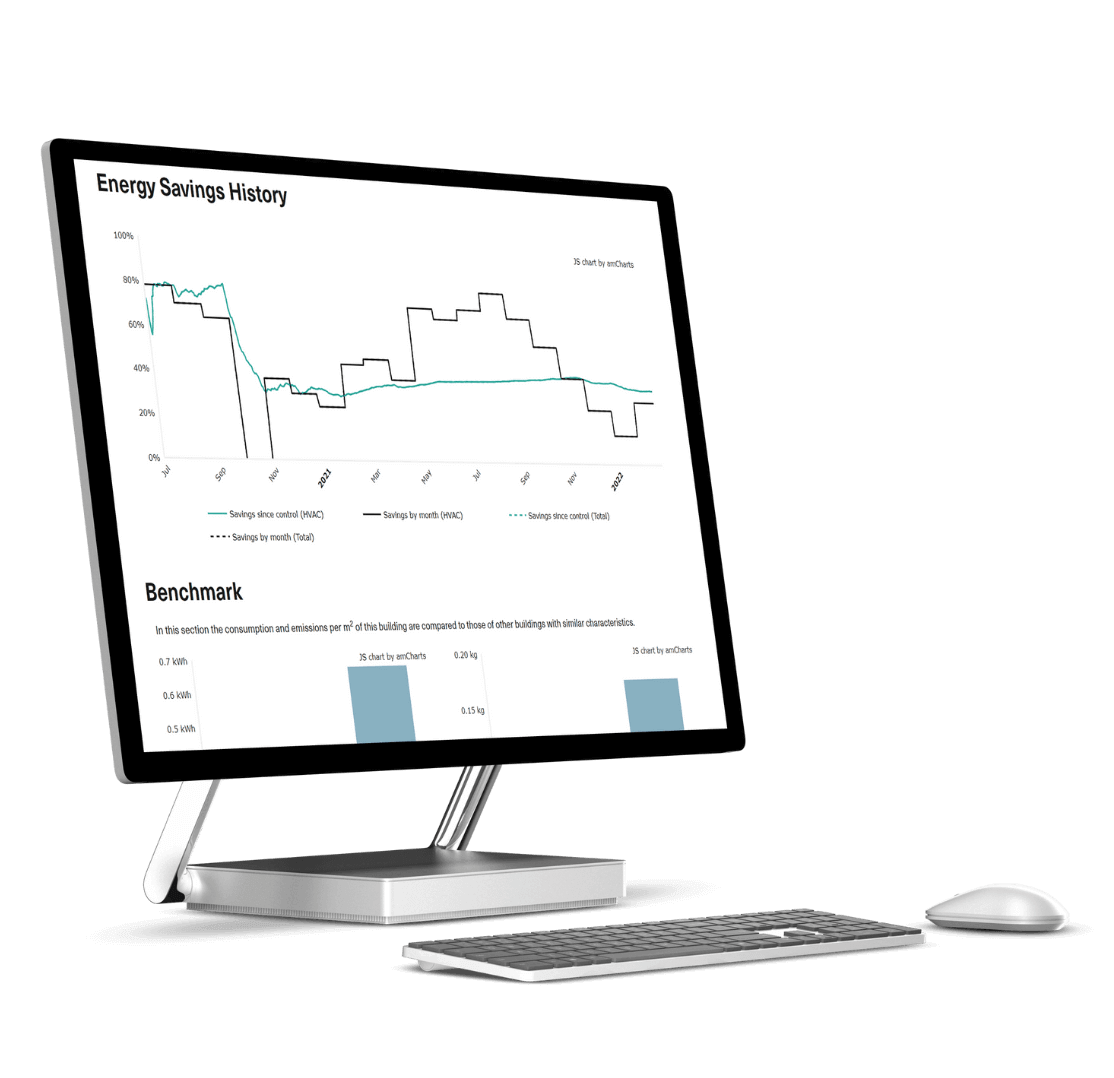 Energy Savings History
100%
JS chart by amCharts
80%
60%
40%
20%
0%
Jul
Sep
Nov
2021
Mar
May
Jul
Sep
Nov
2022
Savings since control (HVAC)
Savings by month (HVAC)
Savings since control (Total)
Savings by month (Total)
Benchmark
In this section the consumption and emissions per m² of this building are compared to those of other buildings with similar characteristics.
0.7 kWh
JS chart by amCharts
0.6 kWh
0.5 kWh
0.20 kg
JS chart by amCharts
0.15 kg